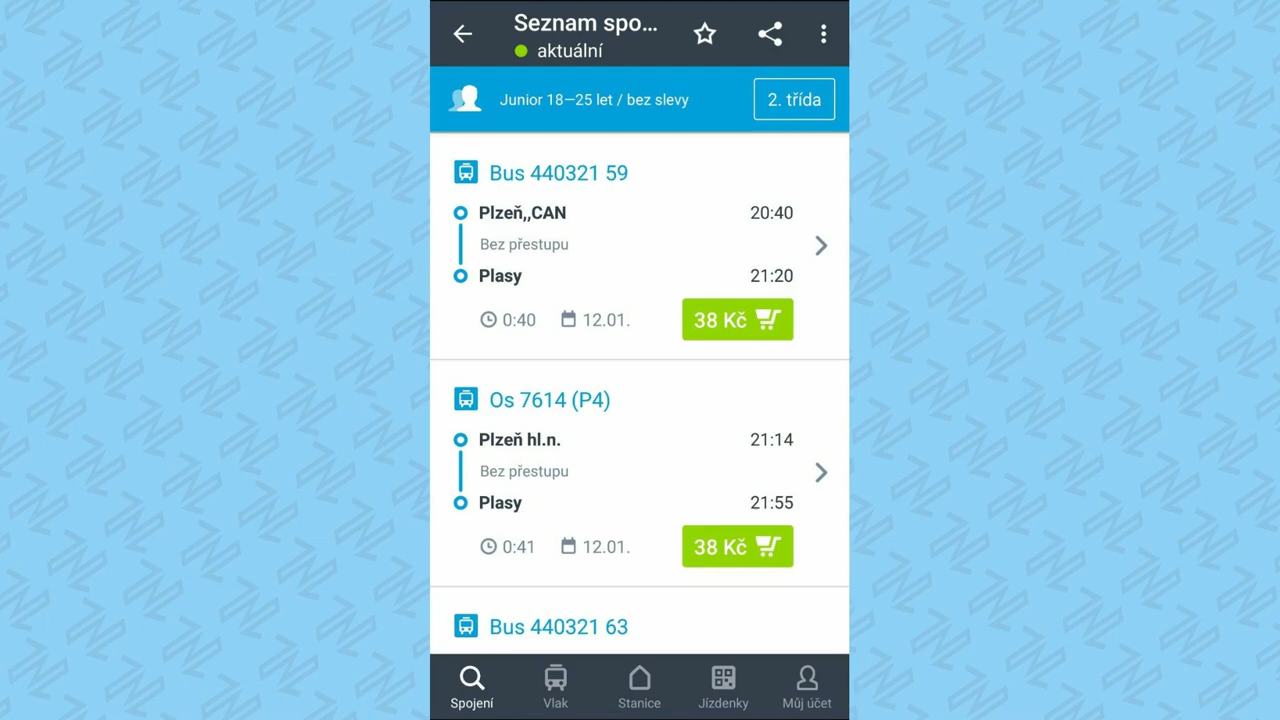 Seznam spo...
aktuální
Junior 18–25 let / bez slevy
2. třída
Bus 440321 59
Plzeň,,CAN 20:40
Bez přestupu
Plasy 21:20
0:40 12.01. 38 Kč
Os 7614 (P4)
Plzeň hl.n. 21:14
Bez přestupu
Plasy 21:55
0:41 12.01. 38 Kč
Bus 440321 63
Spojení Vlak Stanice Jízdenky Můj účet